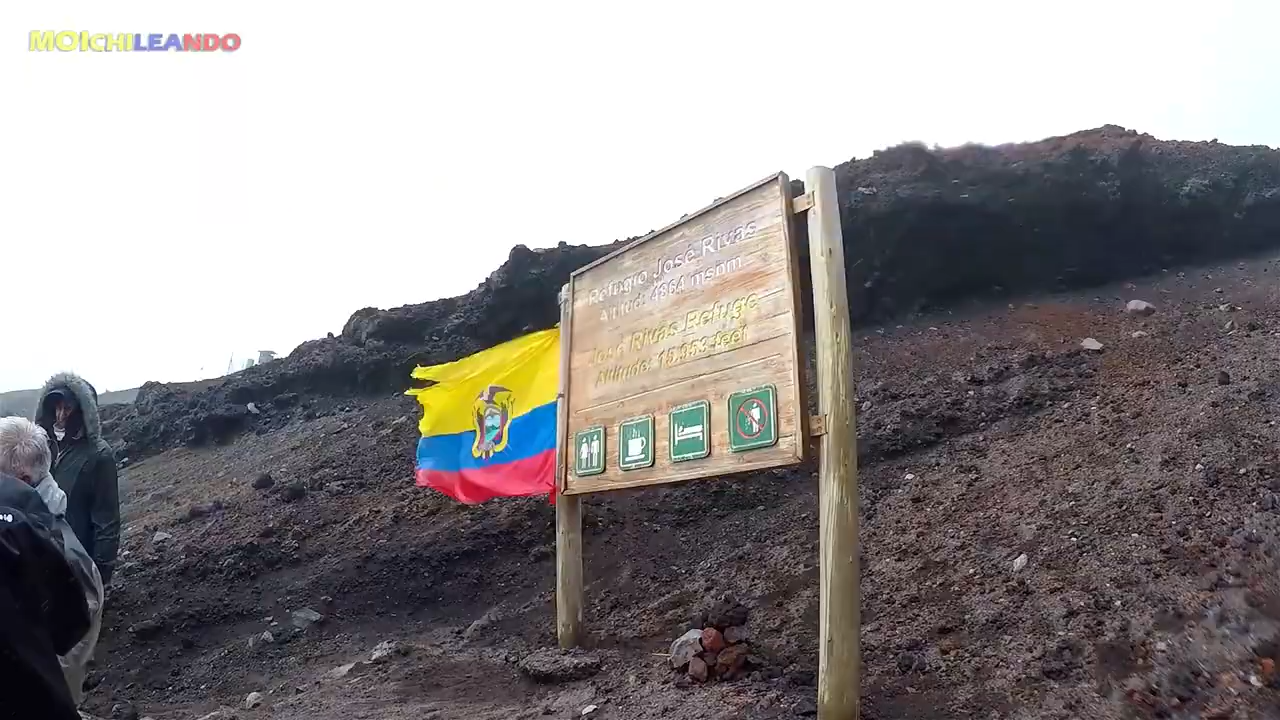 MOICHILEANDO
Refugio José Rivas
Altitud: 4864 msnm
José Rivas Refuge
Altitude: 15.953 feet